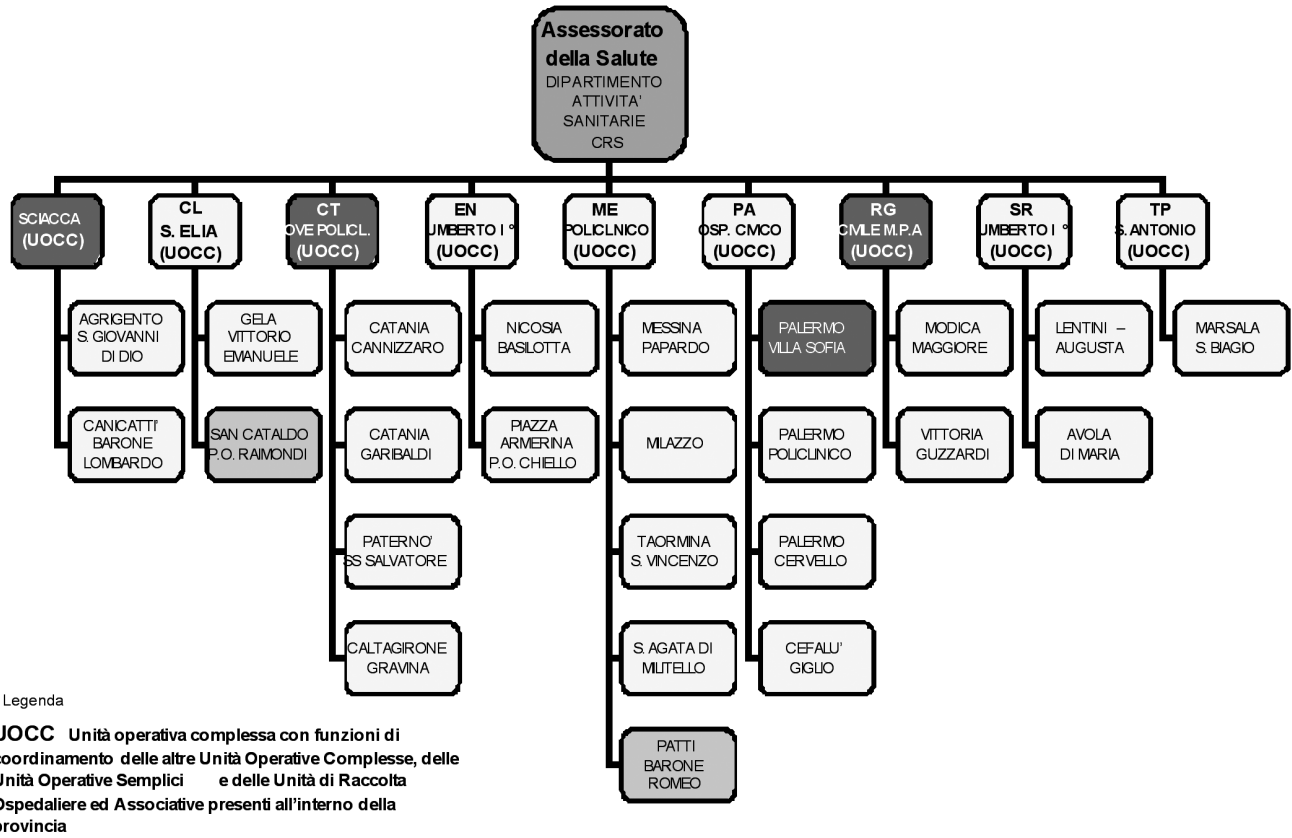 Assessorato
della Salute
DIPARTIMENTO
ATTIVITA'
SANITARIE
CRS
SCIACCA
(UOCC)
CL
S. ELIA
(UOCC)
CT
OVE POLICL.
(UOCC)
EN
UMBERTO I °
(UOCC)
ME
POLICLNICO
(UOCC)
PA
OSP. CIVICO
(UOCC)
RG
CIVILE M.P.A
(UOCC)
SR
UMBERTO I °
(UOCC)
TP
S. ANTONIO
(UOCC)
AGRIGENTO
S. GIOVANNI
DI DIO
GELA
VITTORIO
EMANUELE
CATANIA
CANNIZZARO
NICOSIA
BASILOTTA
MESSINA
PAPARDO
PALERMO
VILLA SOFIA
MODICA
MAGGIORE
LENTINI –
AUGUSTA
MARSALA
S. BIAGIO
CANICATTI'
BARONE
LOMBARDO
SAN CATALDO
P.O. RAIMONDI
CATANIA
GARIBALDI
PIAZZA
ARMERINA
P.O. CHIELLO
MILAZZO
PALERMO
POLICLINICO
VITTORIA
GUZZARDI
AVOLA
DI MARIA
PATERNO'
SS SALVATORE
TAORMINA
S. VINCENZO
PALERMO
CERVELLO
CALTAGIRONE
GRAVINA
S. AGATA DI
MILITELLO
CEFALU'
GIGLIO
PATTI
BARONE
ROMEO
Legenda
UOCC Unità operativa complessa con funzioni di
coordinamento delle altre Unità Operative Complesse, delle
Unità Operative Semplici e delle Unità di Raccolta
Ospedaliere ed Associative presenti all'interno della
provincia